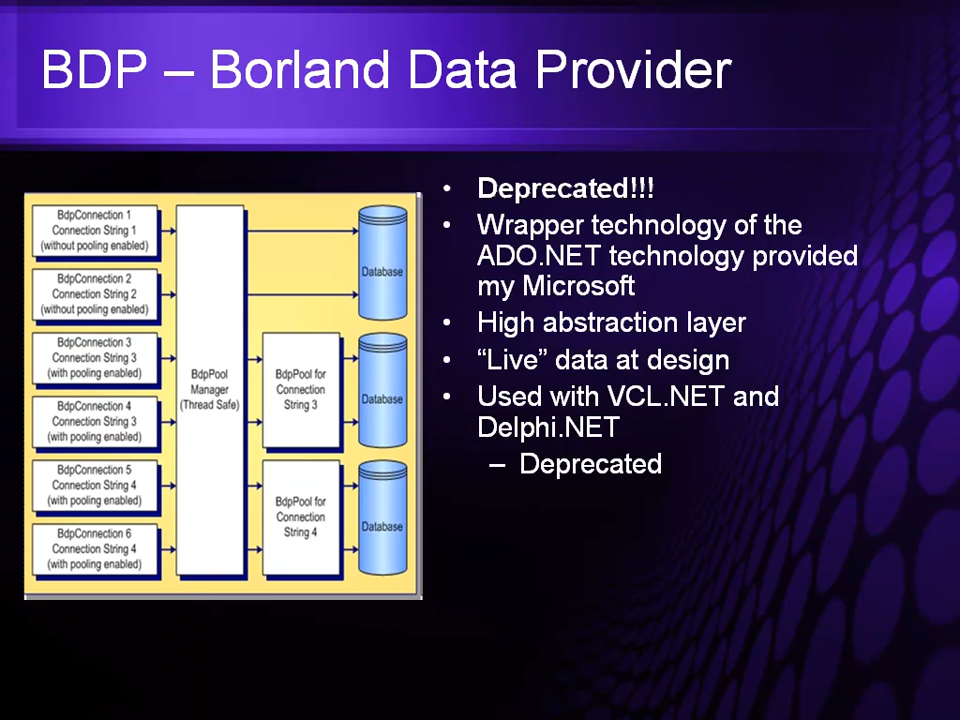 BDP – Borland Data Provider
BdpConnection 1
Connection String 1
(without pooling enabled)
BdpConnection 2
Connection String 2
(without pooling enabled)
BdpConnection 3
Connection String 3
(with pooling enabled)
BdpConnection 4
Connection String 3
(with pooling enabled)
BdpConnection 5
Connection String 4
(with pooling enabled)
BdpConnection 6
Connection String 4
(with pooling enabled)
BdpPool
Manager
(Thread Safe)
BdpPool for
Connection
String 3
BdpPool for
Connection
String 4
Database
Database
Database
• Deprecated!!!
• Wrapper technology of the
ADO.NET technology provided
my Microsoft
• High abstraction layer
• “Live” data at design
• Used with VCL.NET and
Delphi.NET
– Deprecated